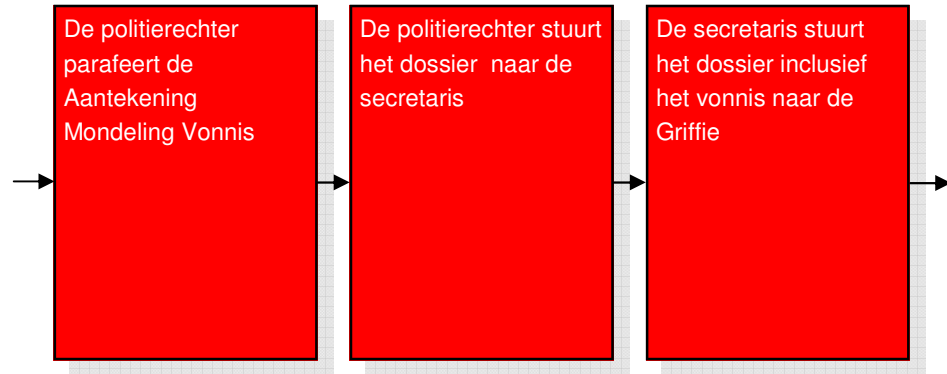 De politierechter
parafeert de
Aantekening
Mondeling Vonnis
De politierechter stuurt
het dossier  naar de
secretaris
De secretaris stuurt
het dossier inclusief
het vonnis naar de
Griffie